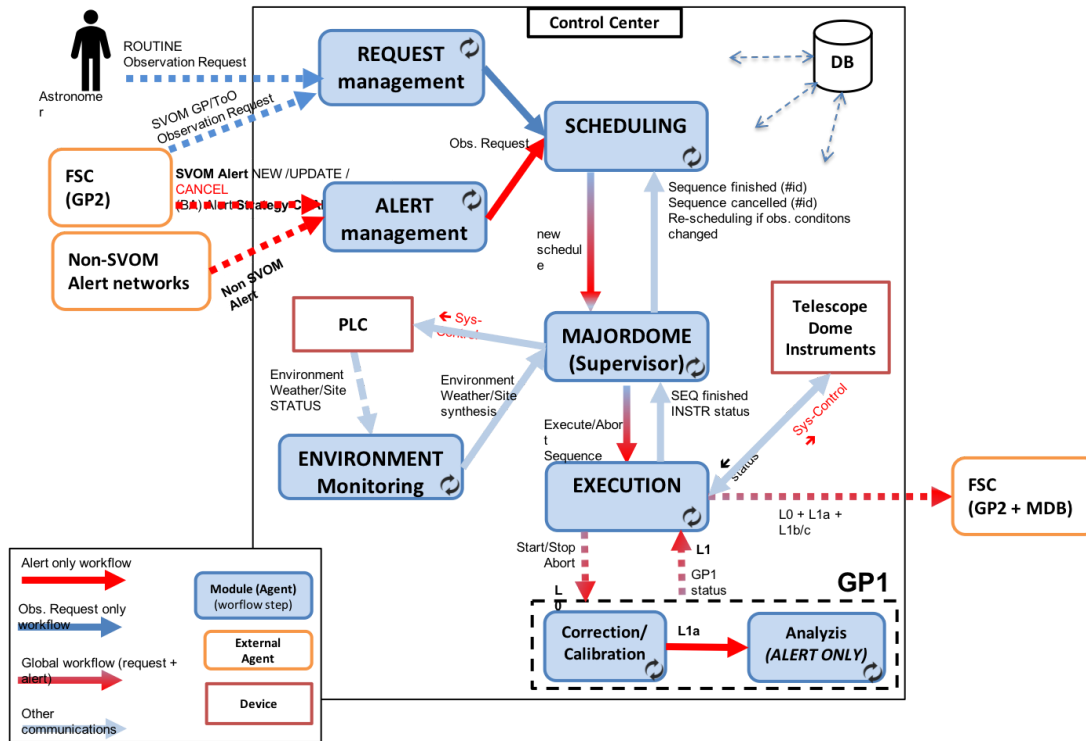 Control Center
ROUTINE
Observation Request
Astronome
r
SVOM GP/ToO
Observation Request
REQUEST
management
DB
SCHEDULING
Obs. Request
FSC
(GP2)
SVOM Alert NEW /UPDATE /
CANCEL
(BA) Alert Strategy
ALERT
management
Non-SVOM
Alert networks
Non SVOM
Alert
new
schedul
e
Sequence finished (#id)
Sequence cancelled (#id)
Re-scheduling if obs. conditons
changed
PLC
Sys-
Control
MAJORDOME
(Supervisor)
Telescope
Dome
Instruments
Environment
Weather/Site
STATUS
Environment
Weather/Site
synthesis
SEQ finished
INSTR status
Execute/Abor
t
Sequence
Sys-Control
status
ENVIRONMENT
Monitoring
EXECUTION
FSC
(GP2 + MDB)
L0 + L1a +
L1b/c
Start/Stop
Abort
L1
GP1
status
L
0
GP1
Correction/
Calibration
L1a
Analyzis
(ALERT ONLY)
Alert only workflow
Obs. Request only
workflow
Global workflow (request +
alert)
Other
communications
Module (Agent)
(worflow step)
External
Agent
Device